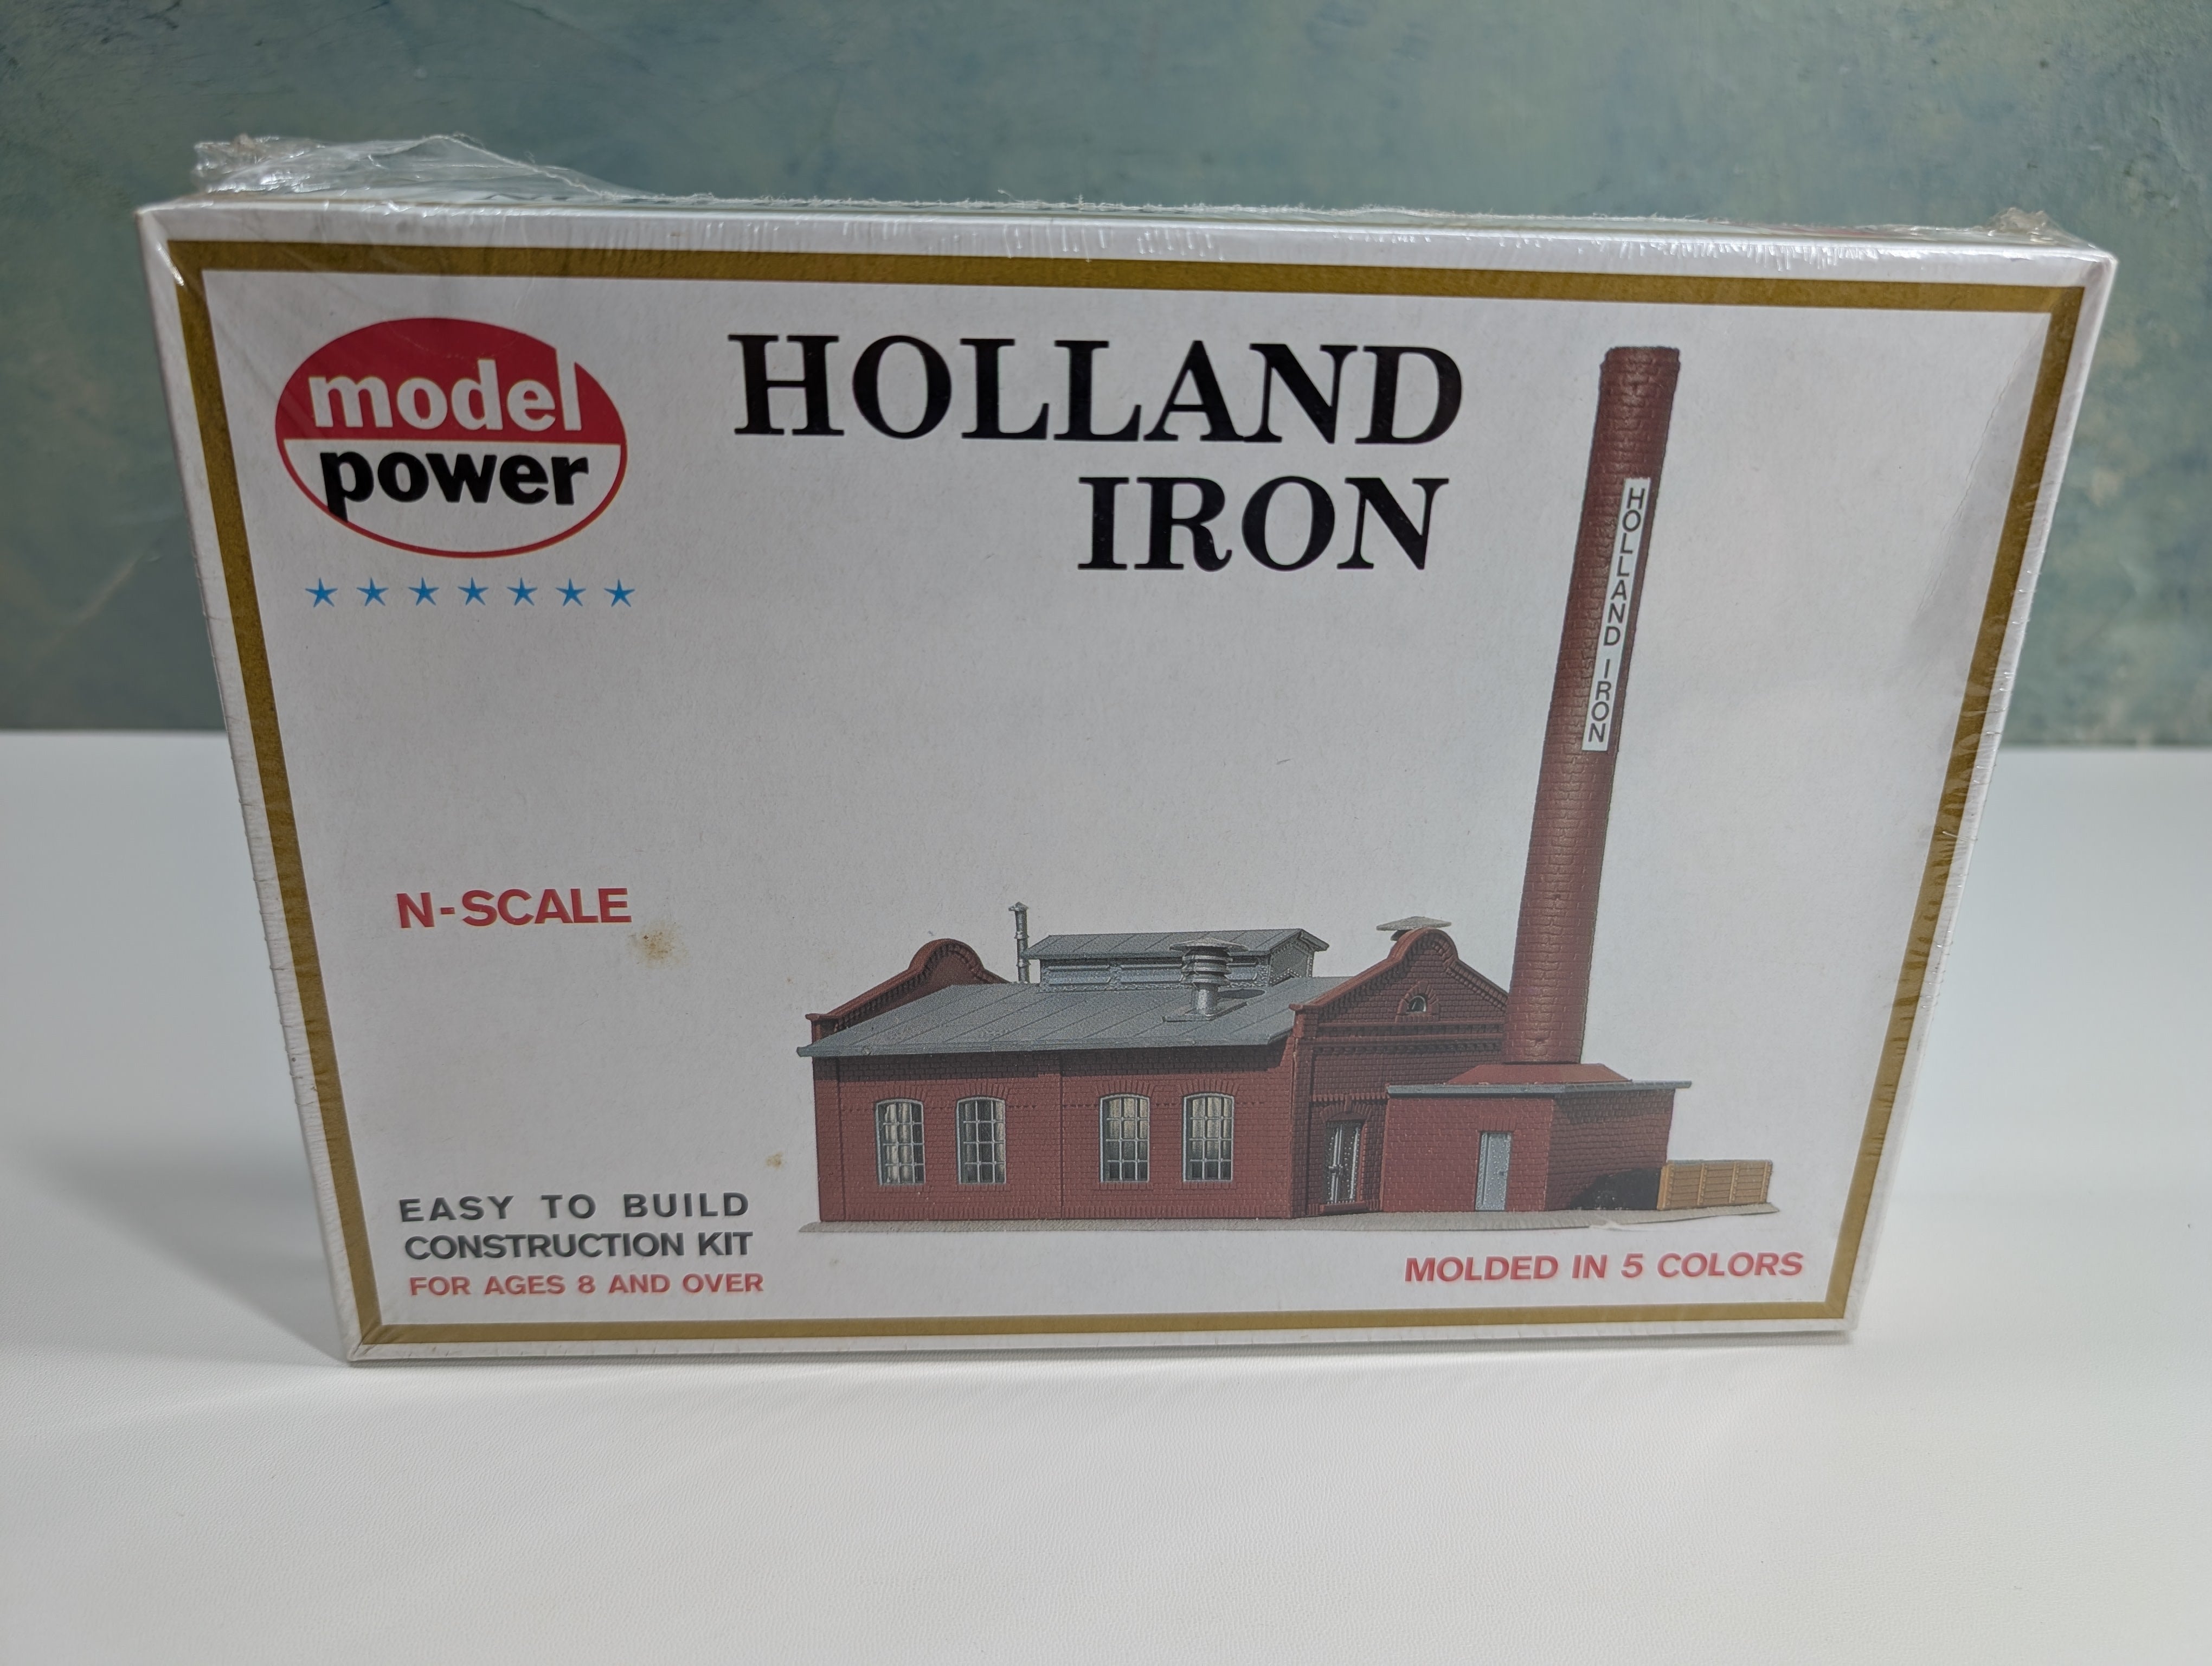 model
power
HOLLAND
IRON
HOLLAND IRON
N-SCALE
EASY TO BUILD
CONSTRUCTION KIT
FOR AGES 8 AND OVER
MOLDED IN 5 COLORS